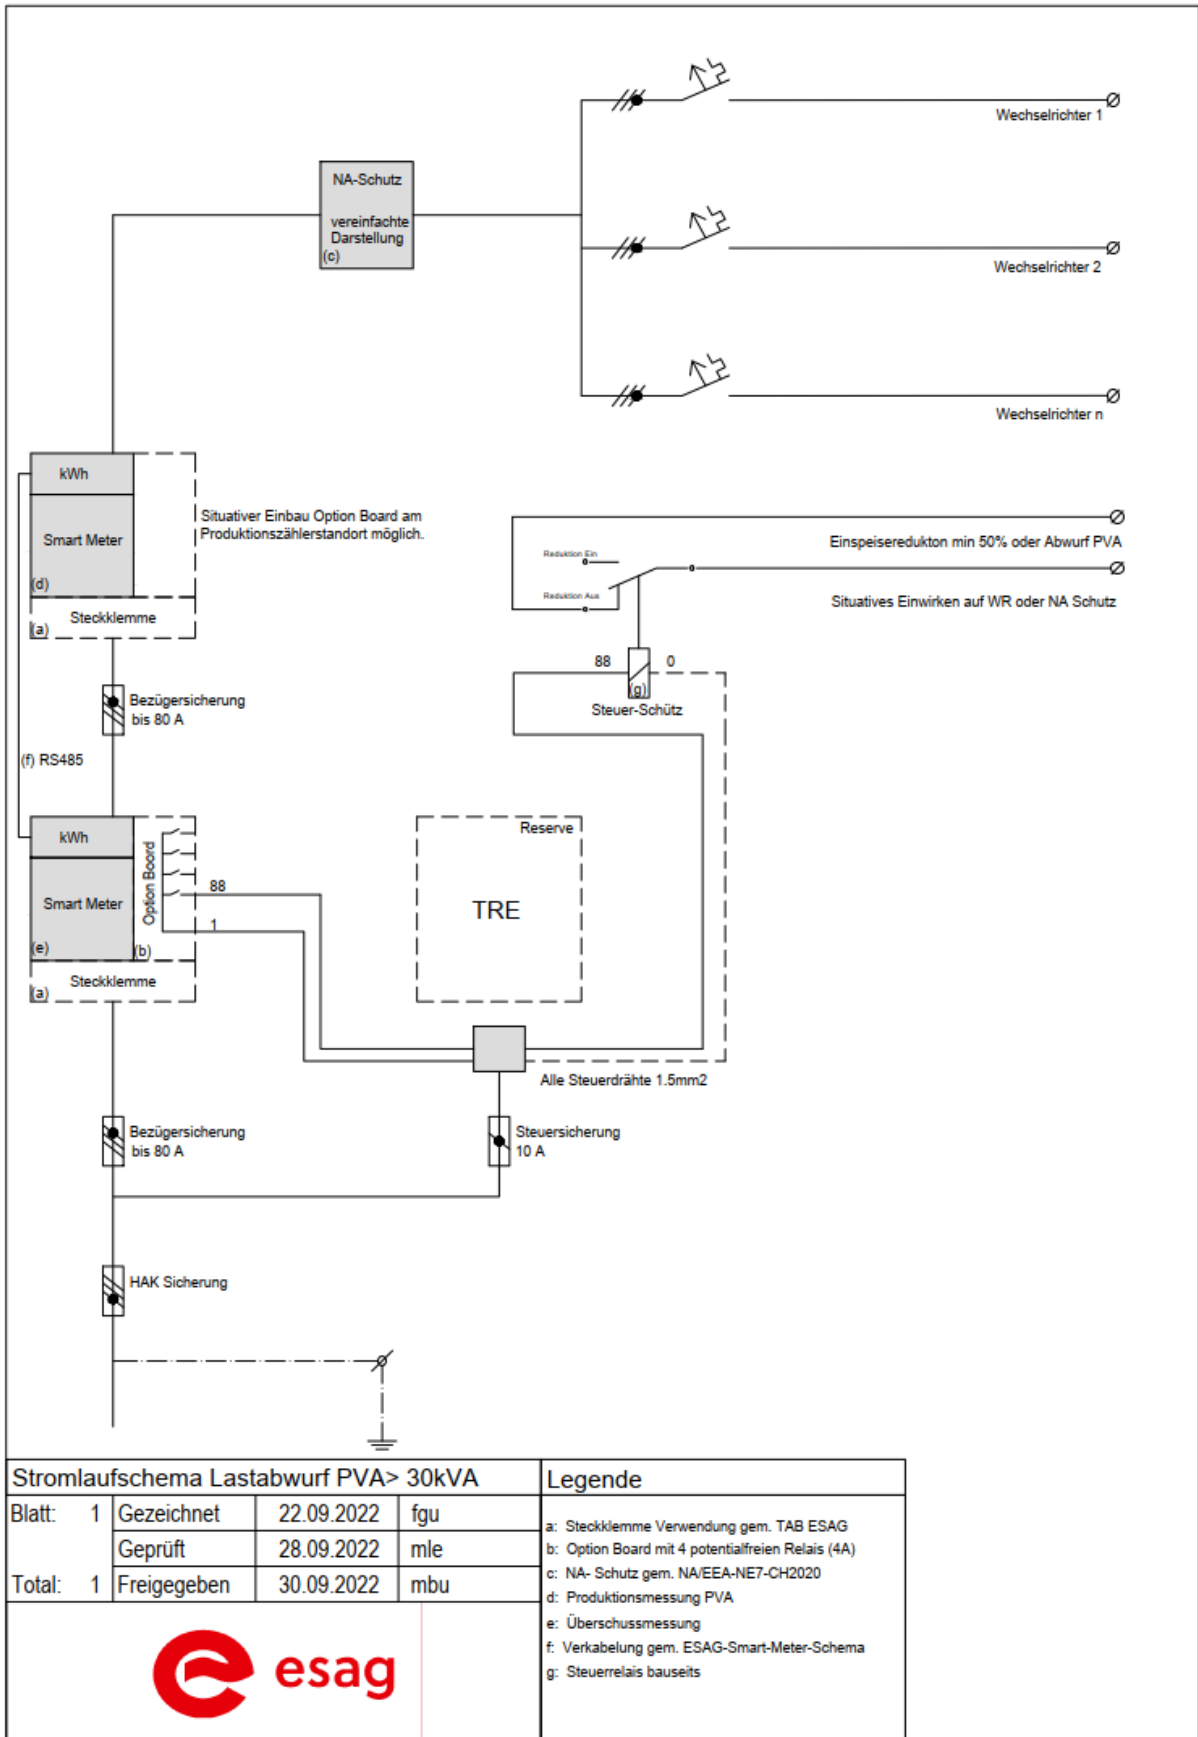 Wechselrichter 1
NA-Schutz
vereinfachte
Darstellung
(c)
Wechselrichter 2
Wechselrichter n
kWh
Smart Meter
(d)
Situativer Einbau Option Board am
Produktionszählerstandort möglich.
Steckklemme
(a)
Reduktion Ein
Reduktion Aus
Einspeiseredukton min 50% oder Abwurf PVA
Situatives Einwirken auf WR oder NA Schutz
88
0
(g)
Steuer-Schütz
Bezügersicherung
bis 80 A
(f) RS485
kWh
Smart Meter
(e)
Option Boord
(b)
88
1
Steckklemme
(a)
Reserve
TRE
Alle Steuerdrähte 1.5mm2
Bezügersicherung
bis 80 A
Steuersicherung
10 A
HAK Sicherung
Stromlaufschema Lastabwurf PVA> 30kVA
Blatt: 1 Gezeichnet 22.09.2022 fgu
Geprüft 28.09.2022 mle
Total: 1 Freigegeben 30.09.2022 mbu
esag
Legende
a: Steckklemme Verwendung gem. TAB ESAG
b: Option Board mit 4 potentialfreien Relais (4A)
c: NA- Schutz gem. NA/EEA-NE7-CH2020
d: Produktionsmessung PVA
e: Überschussmessung
f: Verkabelung gem. ESAG-Smart-Meter-Schema
g: Steuerrelais bauseits